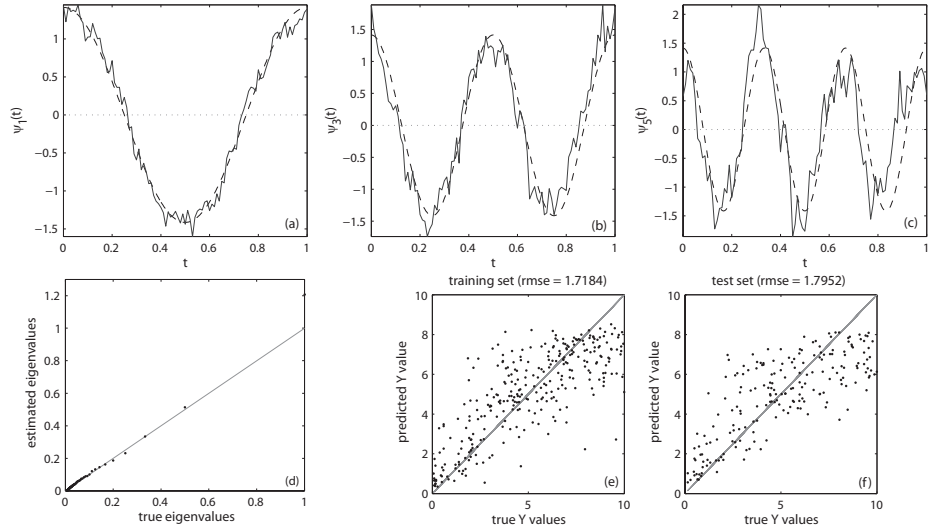 ψ1(t)
1
0.5
0
−0.5
−1
−1.5
0 0.2 0.4 0.6 0.8 1
t
(a)
ψ3(t)
1.5
1
0.5
0
−0.5
−1
−1.5
0 0.2 0.4 0.6 0.8 1
t
(b)
ψ5(t)
2
1.5
1
0.5
0
−0.5
−1
−1.5
0 0.2 0.4 0.6 0.8 1
t
(c)
estimated eigenvalues
1.2
1
0.8
0.6
0.4
0.2
0
0 0.2 0.4 0.6 0.8 1
true eigenvalues
(d)
training set (rmse = 1.7184)
predicted Y value
10
8
6
4
2
0
0 5 10
true Y values
(e)
test set (rmse = 1.7952)
predicted Y value
10
8
6
4
2
0
0 5 10
true Y values
(f)